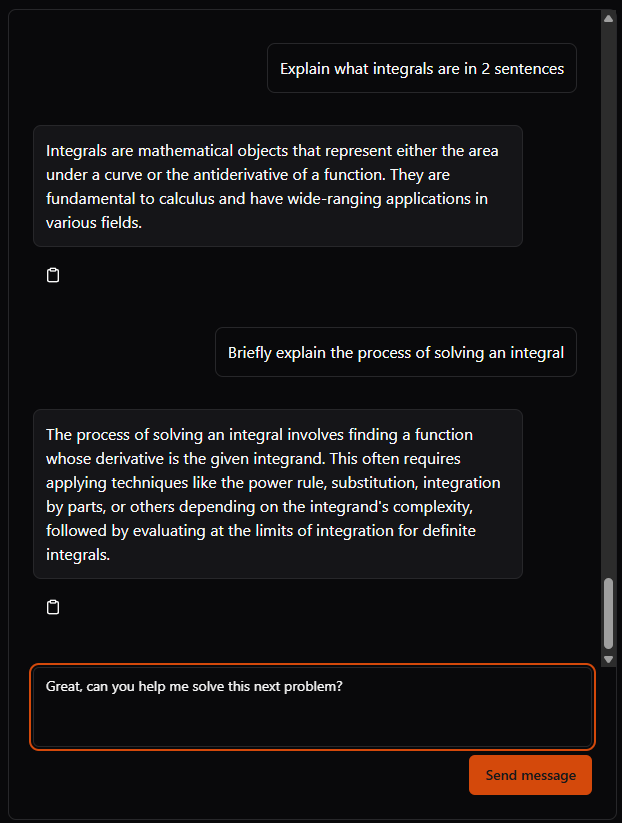 Explain what integrals are in 2 sentences
Integrals are mathematical objects that represent either the area
under a curve or the antiderivative of a function. They are
fundamental to calculus and have wide-ranging applications in
various fields.
Briefly explain the process of solving an integral
The process of solving an integral involves finding a function
whose derivative is the given integrand. This often requires
applying techniques like the power rule, substitution, integration
by parts, or others depending on the integrand's complexity,
followed by evaluating at the limits of integration for definite
integrals.
Great, can you help me solve this next problem?
Send message